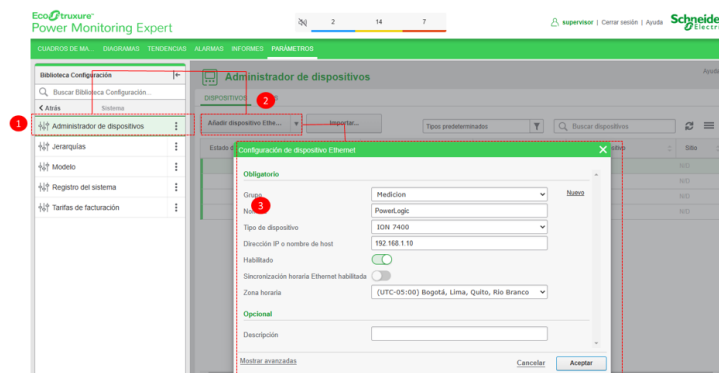 EcoStruxure™
Power Monitoring Expert
2 14 7
supervisor | Cerrar sesión | Ayuda
Schneide
Electr
CUADROS DE MA... DIAGRAMAS TENDENCIAS ALARMAS INFORMES PARÁMETROS
Biblioteca Configuración
Administrador de dispositivos
Ayuda
Buscar Biblioteca Configuración...
DISPOSITIVOS
2
Atrás Sistema
1
Administrador de dispositivos
Añadir dispositivo Ethe...
Importar...
Tipos predeterminados
Buscar dispositivos
Jerarquías
Estado d
Configuración de dispositivo Ethernet
Sitio
Modelo
N/D
Obligatorio
N/D
Registro del sistema
Grupo
Medicion
Nuevo
N/D
Tarifas de facturación
3
No
PowerLogic
N/D
Tipo de dispositivo
ION 7400
Dirección IP o nombre de host
192.168.1.10
Habilitado
Sincronización horaria Ethernet habilitada
Zona horaria
(UTC-05:00) Bogotá, Lima, Quito, Rio Branco
Opcional
Descripción
Mostrar avanzadas
Cancelar
Aceptar